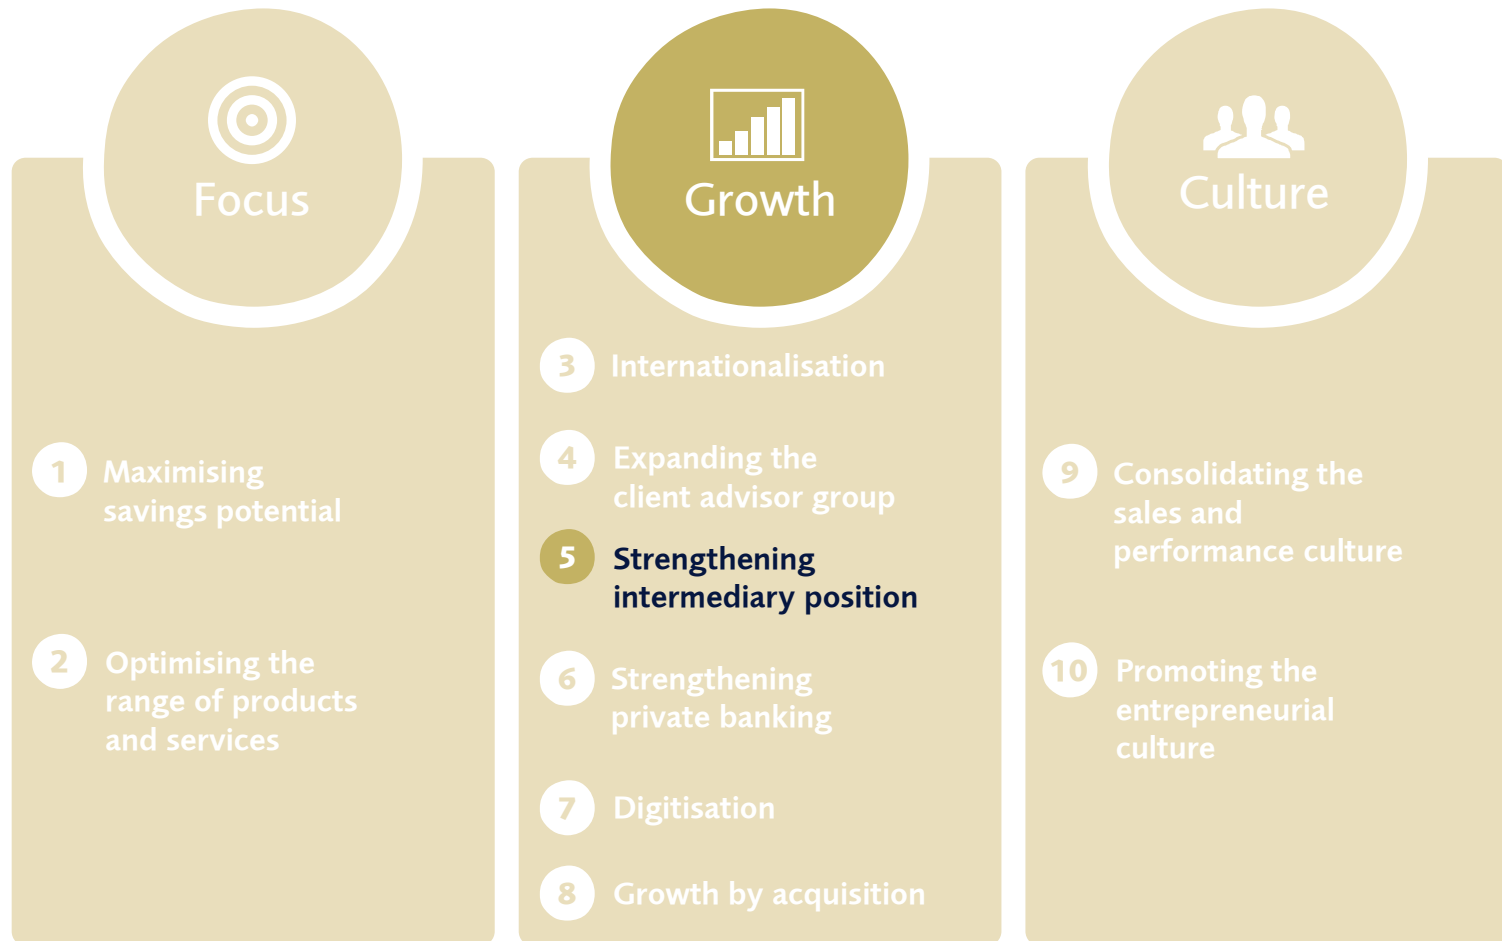 Focus
1 Maximising
savings potential
2 Optimising the
range of products
and services
Growth
3 Internationalisation
4 Expanding the
client advisor group
5 Strengthening
intermediary position
6 Strengthening
private banking
7 Digitisation
8 Growth by acquisition
Culture
9 Consolidating the
sales and
performance culture
10 Promoting the
entrepreneurial
culture